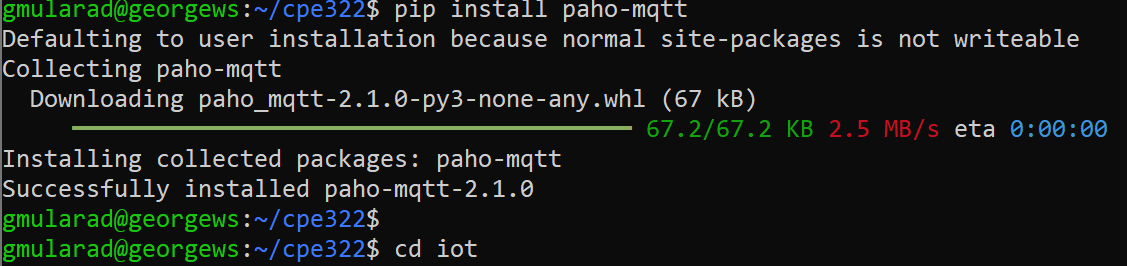 gmularad@georgews:~/cpe322$ pip install paho-mqtt
Defaulting to user installation because normal site-packages is not writeable
Collecting paho-mqtt
  Downloading paho_mqtt-2.1.0-py3-none-any.whl (67 kB)
67.2/67.2 KB 2.5 MB/s eta 0:00:00
Installing collected packages: paho-mqtt
Successfully installed paho-mqtt-2.1.0
gmularad@georgews:~/cpe322$
gmularad@georgews:~/cpe322$ cd iot